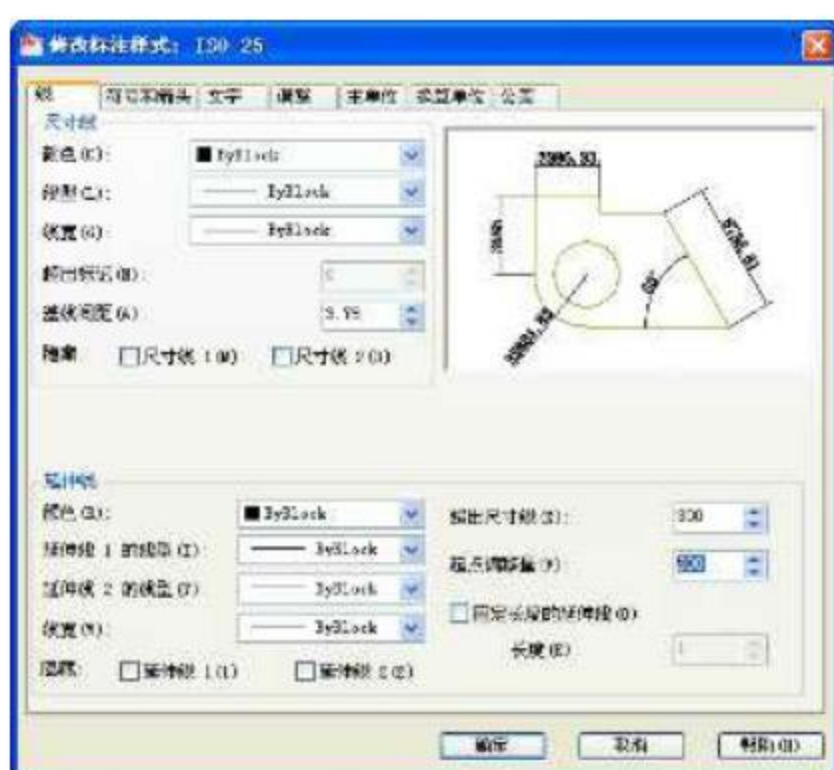 修改标注样式: ISO-25
线 符号和箭头 文字 调整 主单位 换算单位 公差
尺寸线
颜色(C): ByBlock
线型(L): ByBlock
线宽(G): ByBlock
超出标记(N):
基线间距(A) 3.75
隐藏 尺寸线 1(M) 尺寸线 2(D)
延伸线
颜色(R): ByBlock
延伸线 1 的线型(I) ByBlock
延伸线 2 的线型(T) ByBlock
线宽(W): ByBlock
隐藏: 延伸线 1(1) 延伸线 2(2)
超出尺寸线(X):
起点偏移量(F)
固定长度的延伸线(O)
长度(E)
60°
确定 取消 帮助(H)